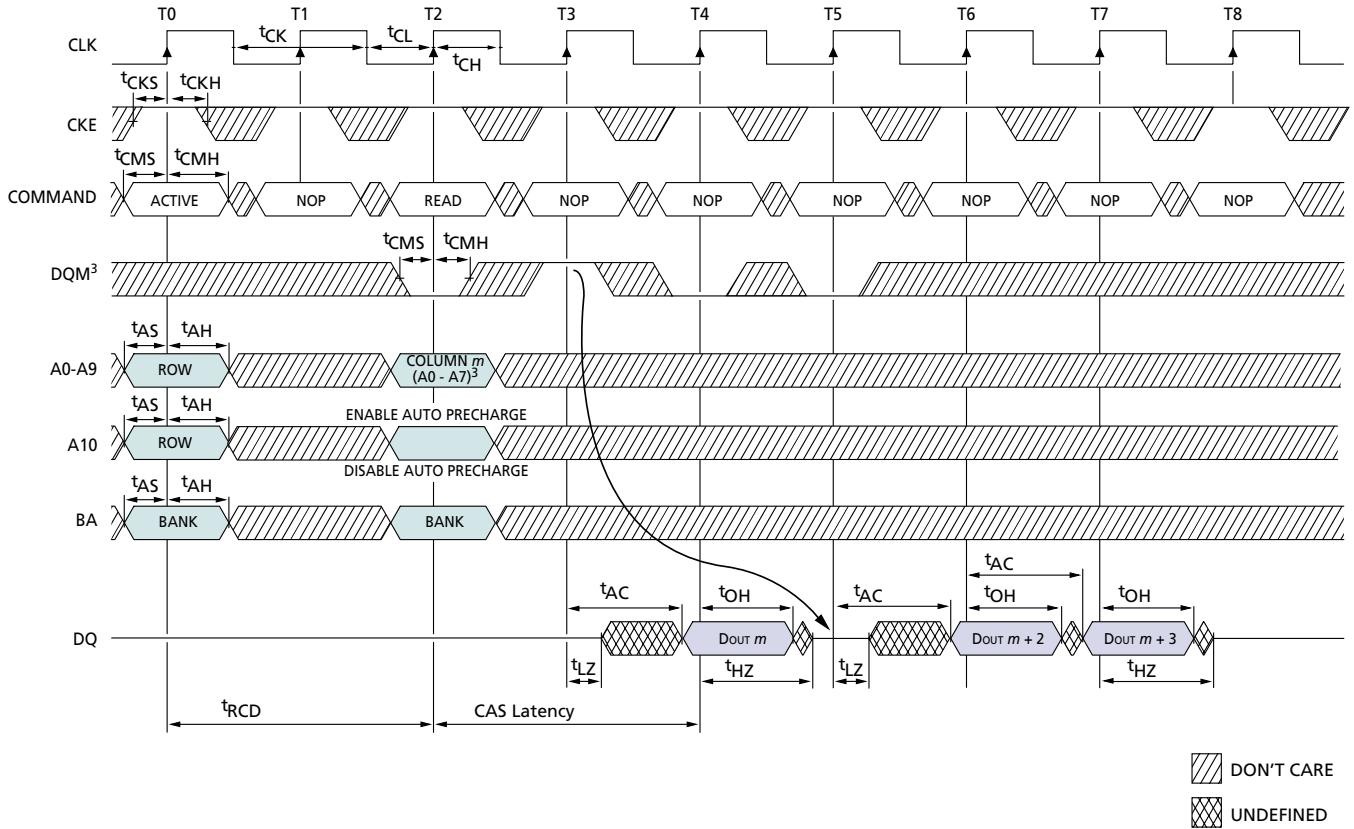 T0 T1 T2 T3 T4 T5 T6 T7 T8
CLK
tCK tCL
tCH
tCKS tCKH
CKE
tCMS tCMH
COMMAND ACTIVE NOP READ NOP NOP NOP NOP NOP NOP
tCMS tCMH
DQM3
tAS tAH
A0-A9 ROW COLUMN m
(A0 - A7)3
tAS tAH ENABLE AUTO PRECHARGE
A10 ROW
DISABLE AUTO PRECHARGE
tAS tAH
BA BANK BANK
tAC
tAC tOH tAC tOH tOH
DQ DOUT m DOUT m + 2 DOUT m + 3
tLZ tHZ tLZ tHZ
tRCD CAS Latency
DON'T CARE
UNDEFINED